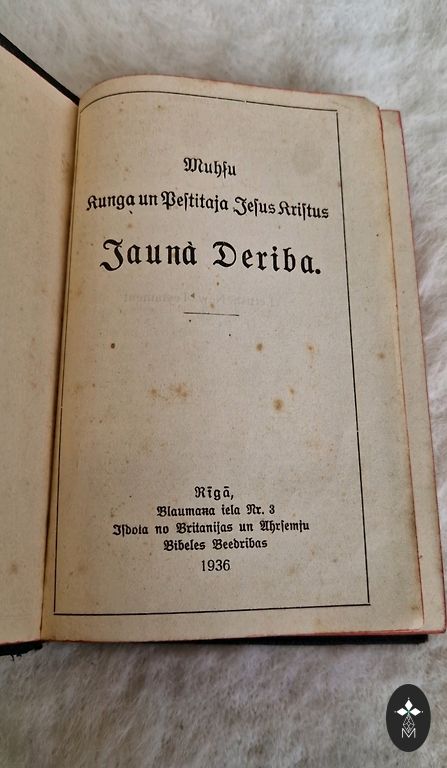 Muhſu
Kunga un Peſtitaja Jeſus Kriſtus
Jaunà Deriba.
Rīgā,
Blaumaņa iela Nr. 3
Iſdota no Britanijas un Ahrſemju
Bibeles Beedribas
1936
M